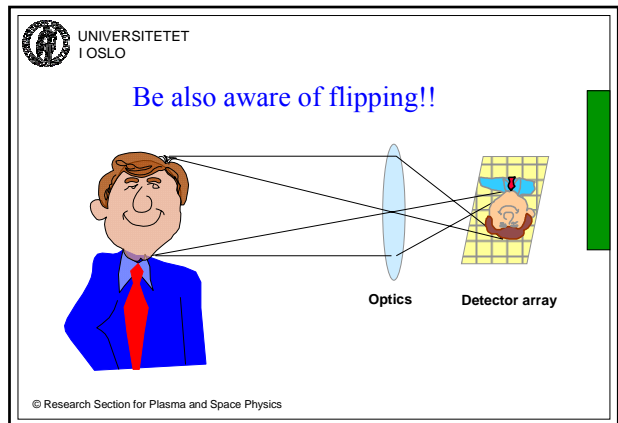 UNIVERSITETET
I OSLO
Be also aware of flipping!!
Optics
Detector array
© Research Section for Plasma and Space Physics